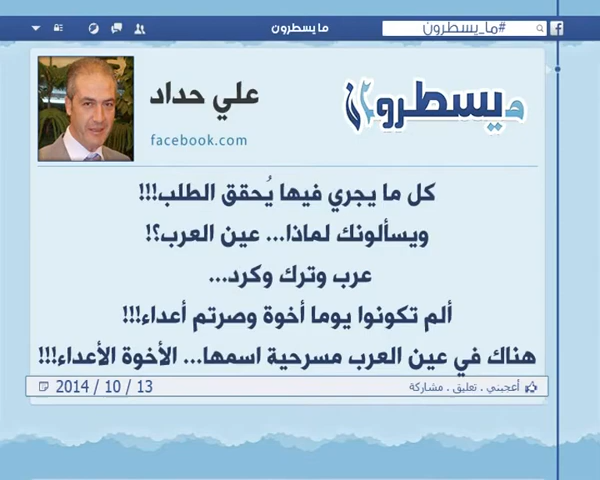 ما يسطرون
#ما_يسطرون
علي حداد
facebook.com
ما يسطرون
كل ما يجري فيها يُحقق الطلب!!!
ويسألونك لماذا... عين العرب؟!
عرب وترك وكرد...
ألم تكونوا يوما أخوة وصرتم أعداء!!!
هناك في عين العرب مسرحية اسمها... الأخوة الأعداء!!!
أعجبني . تعليق . مشاركة
2014 / 10 / 13